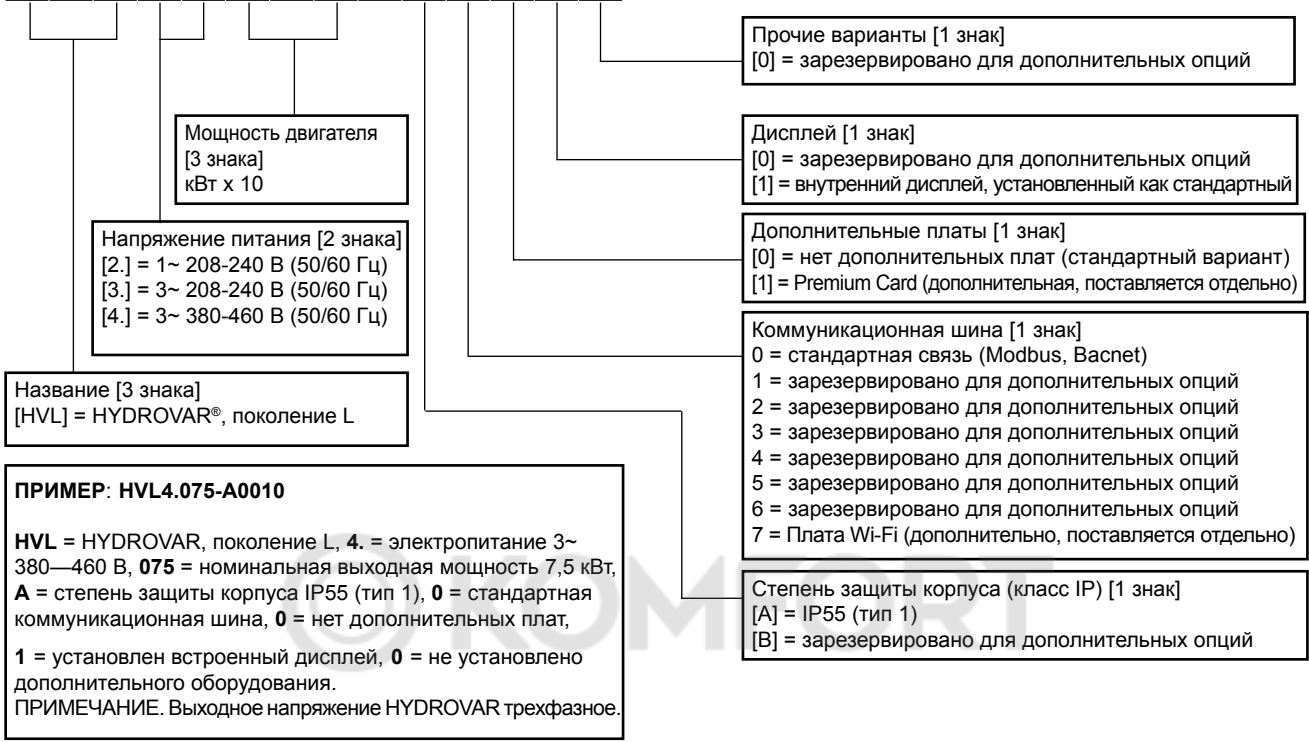 Прочие варианты [1 знак]
[0] = зарезервировано для дополнительных опций
Мощность двигателя
[3 знака]
кВт x 10
Дисплей [1 знак]
[0] = зарезервировано для дополнительных опций
[1] = внутренний дисплей, установленный как стандартный
Напряжение питания [2 знака]
[2.] = 1~ 208-240 В (50/60 Гц)
[3.] = 3~ 208-240 В (50/60 Гц)
[4.] = 3~ 380-460 В (50/60 Гц)
Дополнительные платы [1 знак]
[0] = нет дополнительных плат (стандартный вариант)
[1] = Premium Card (дополнительная, поставляется отдельно)
Название [3 знака]
[HVL] = HYDROVAR®, поколение L
Коммуникационная шина [1 знак]
0 = стандартная связь (Modbus, Bacnet)
1 = зарезервировано для дополнительных опций
2 = зарезервировано для дополнительных опций
3 = зарезервировано для дополнительных опций
4 = зарезервировано для дополнительных опций
5 = зарезервировано для дополнительных опций
6 = зарезервировано для дополнительных опций
7 = Плата Wi-Fi (дополнительно, поставляется отдельно)
ПРИМЕР: HVL4.075-A0010
HVL = HYDROVAR, поколение L, 4. = электропитание 3~
380—460 В, 075 = номинальная выходная мощность 7,5 кВт,
A = степень защиты корпуса IP55 (тип 1), 0 = стандартная
коммуникационная шина, 0 = нет дополнительных плат,
1 = установлен встроенный дисплей, 0 = не установлено
дополнительного оборудования.
ПРИМЕЧАНИЕ. Выходное напряжение HYDROVAR трехфазное.
Степень защиты корпуса (класс IP) [1 знак]
[A] = IP55 (тип 1)
[B] = зарезервировано для дополнительных опций
KOMFORT